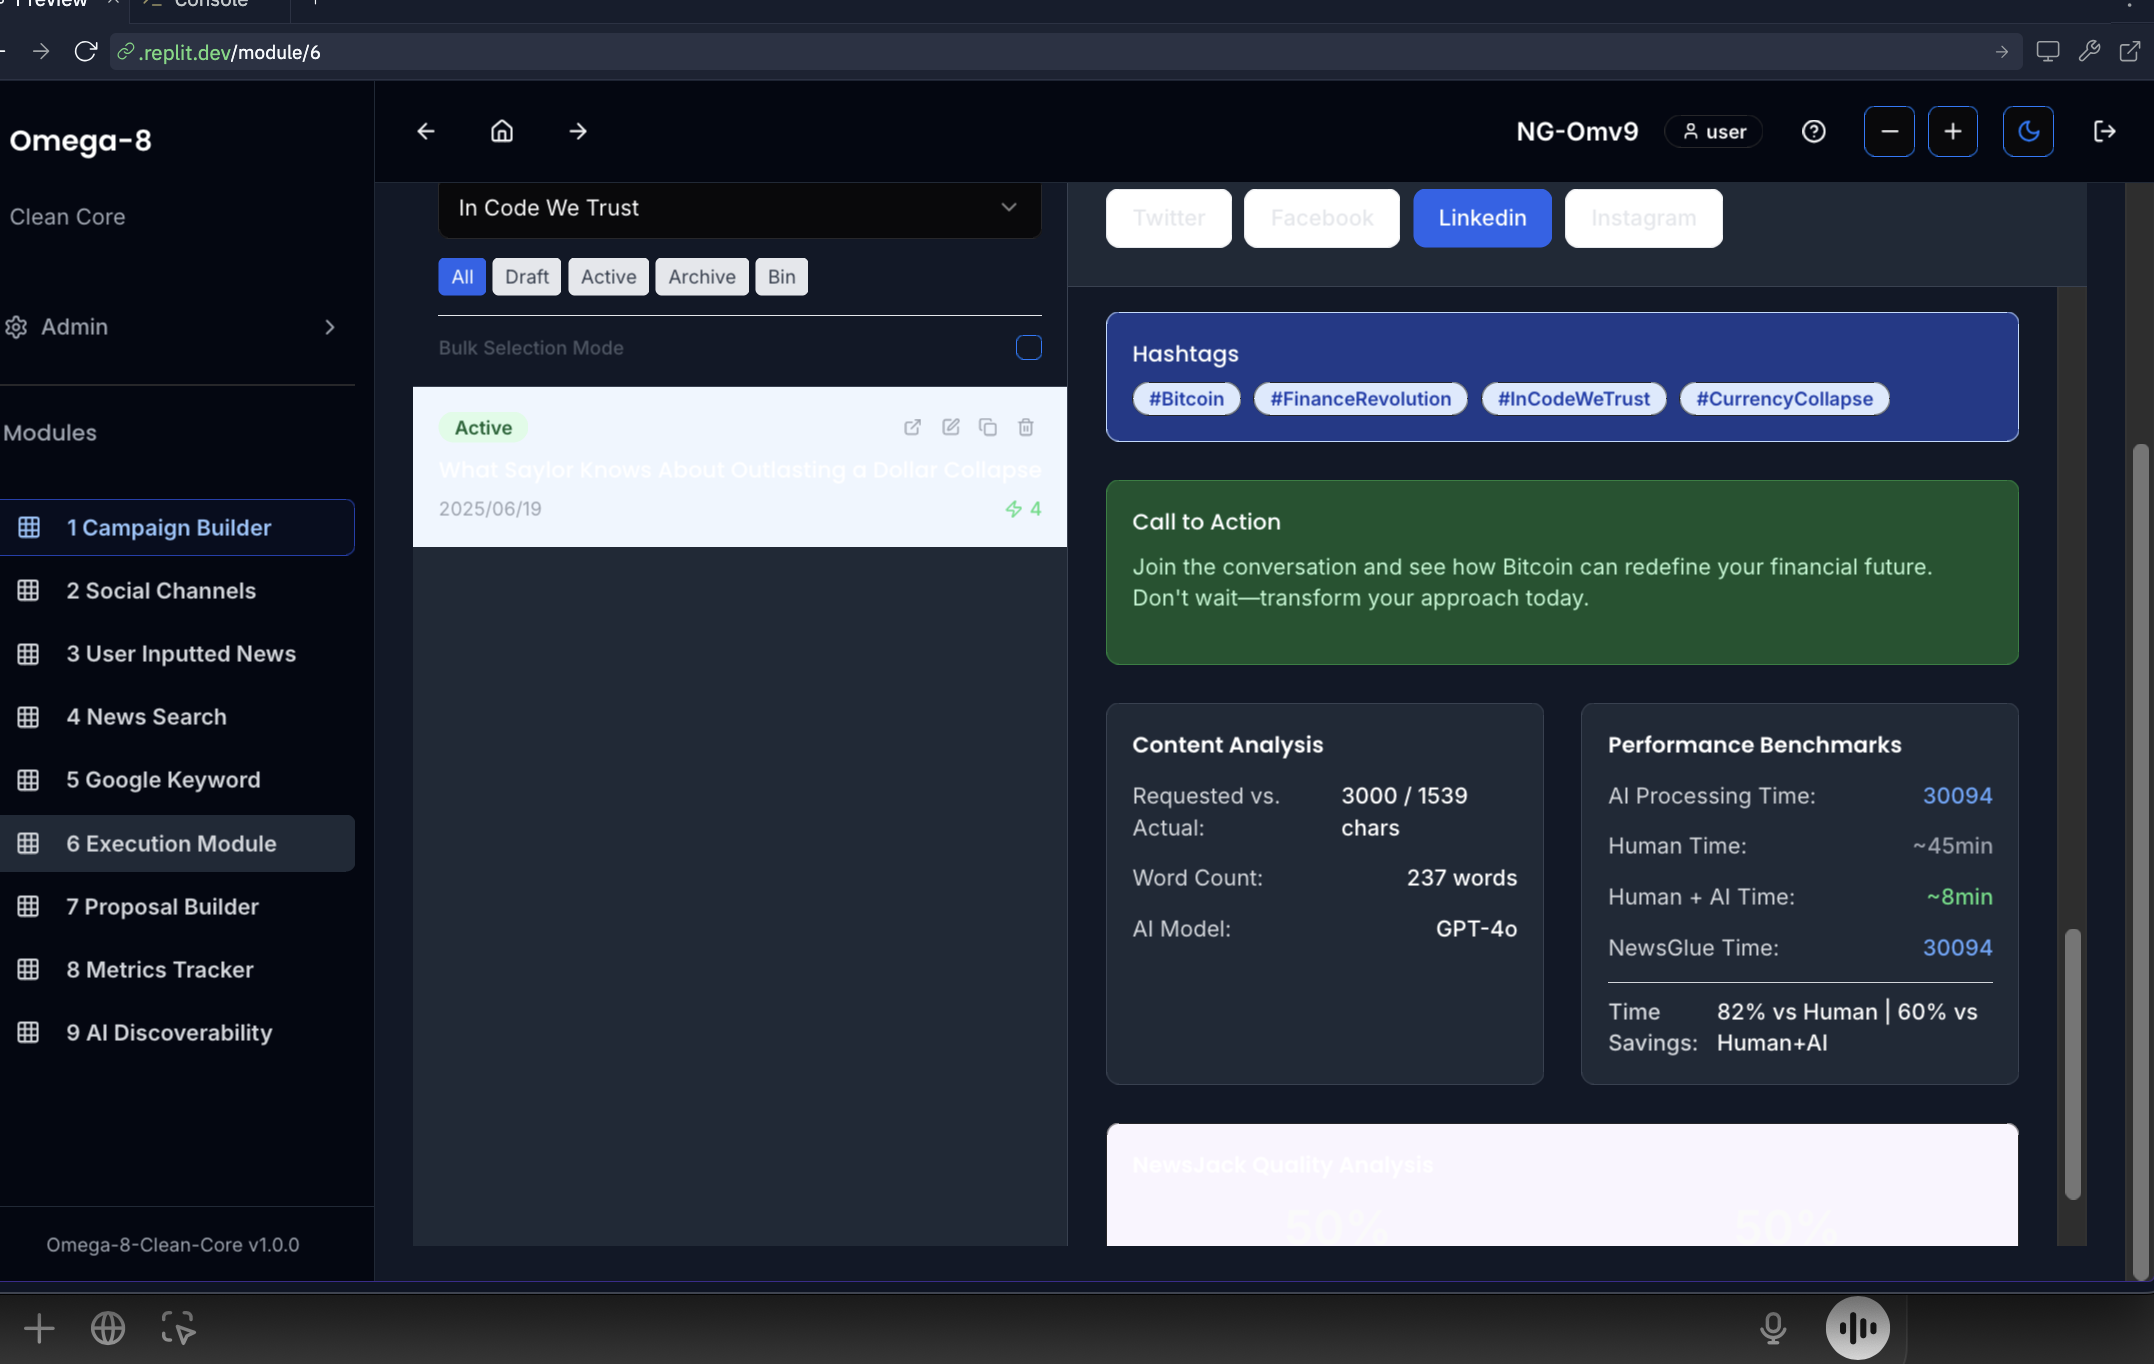 Preview
Console
.replit.dev/module/6
Omega-8
Clean Core
Admin
Modules
1 Campaign Builder
2 Social Channels
3 User Inputted News
4 News Search
5 Google Keyword
6 Execution Module
7 Proposal Builder
8 Metrics Tracker
9 AI Discoverability
Omega-8-Clean-Core v1.0.0
NG-Omv9
user
In Code We Trust
All Draft Active Archive Bin
Bulk Selection Mode
Active
What Saylor Knows About Outlasting a Dollar Collapse
2025/06/19
4
Twitter Facebook Linkedin Instagram
Hashtags
#Bitcoin #FinanceRevolution #InCodeWeTrust #CurrencyCollapse
Call to Action
Join the conversation and see how Bitcoin can redefine your financial future.
Don't wait—transform your approach today.
Content Analysis
Requested vs. 3000 / 1539
Actual: chars
Word Count: 237 words
AI Model: GPT-4o
Performance Benchmarks
AI Processing Time: 30094
Human Time: ~45min
Human + AI Time: ~8min
NewsGlue Time: 30094
Time 82% vs Human | 60% vs
Savings: Human+AI
NewsJack Quality Analysis
50% 50%